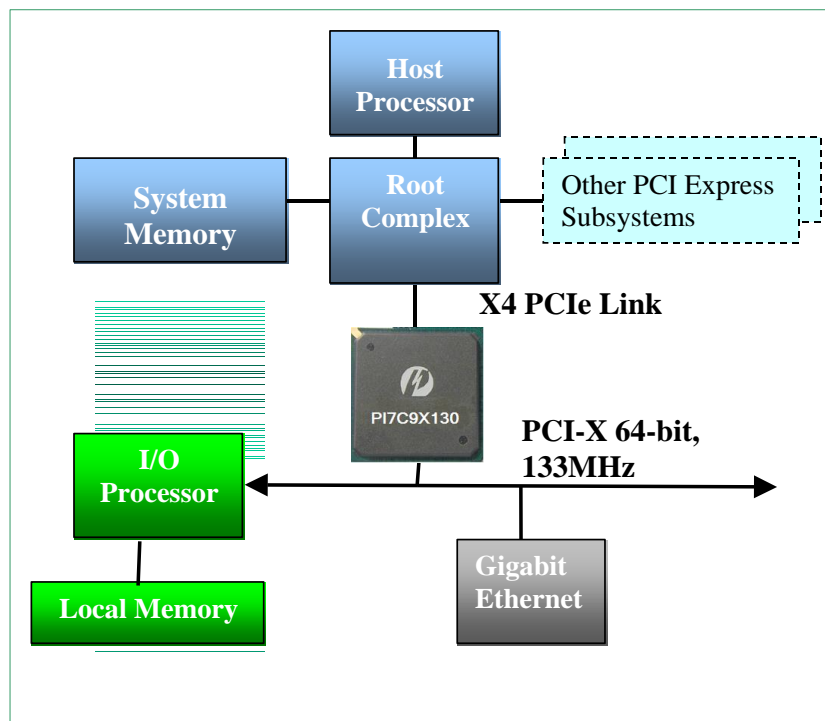 Host
Processor
System
Memory
Root
Complex
Other PCI Express
Subsystems
X4 PCIe Link
PI7C9X130
PCI-X 64-bit,
133MHz
I/O
Processor
Gigabit
Ethernet
Local Memory